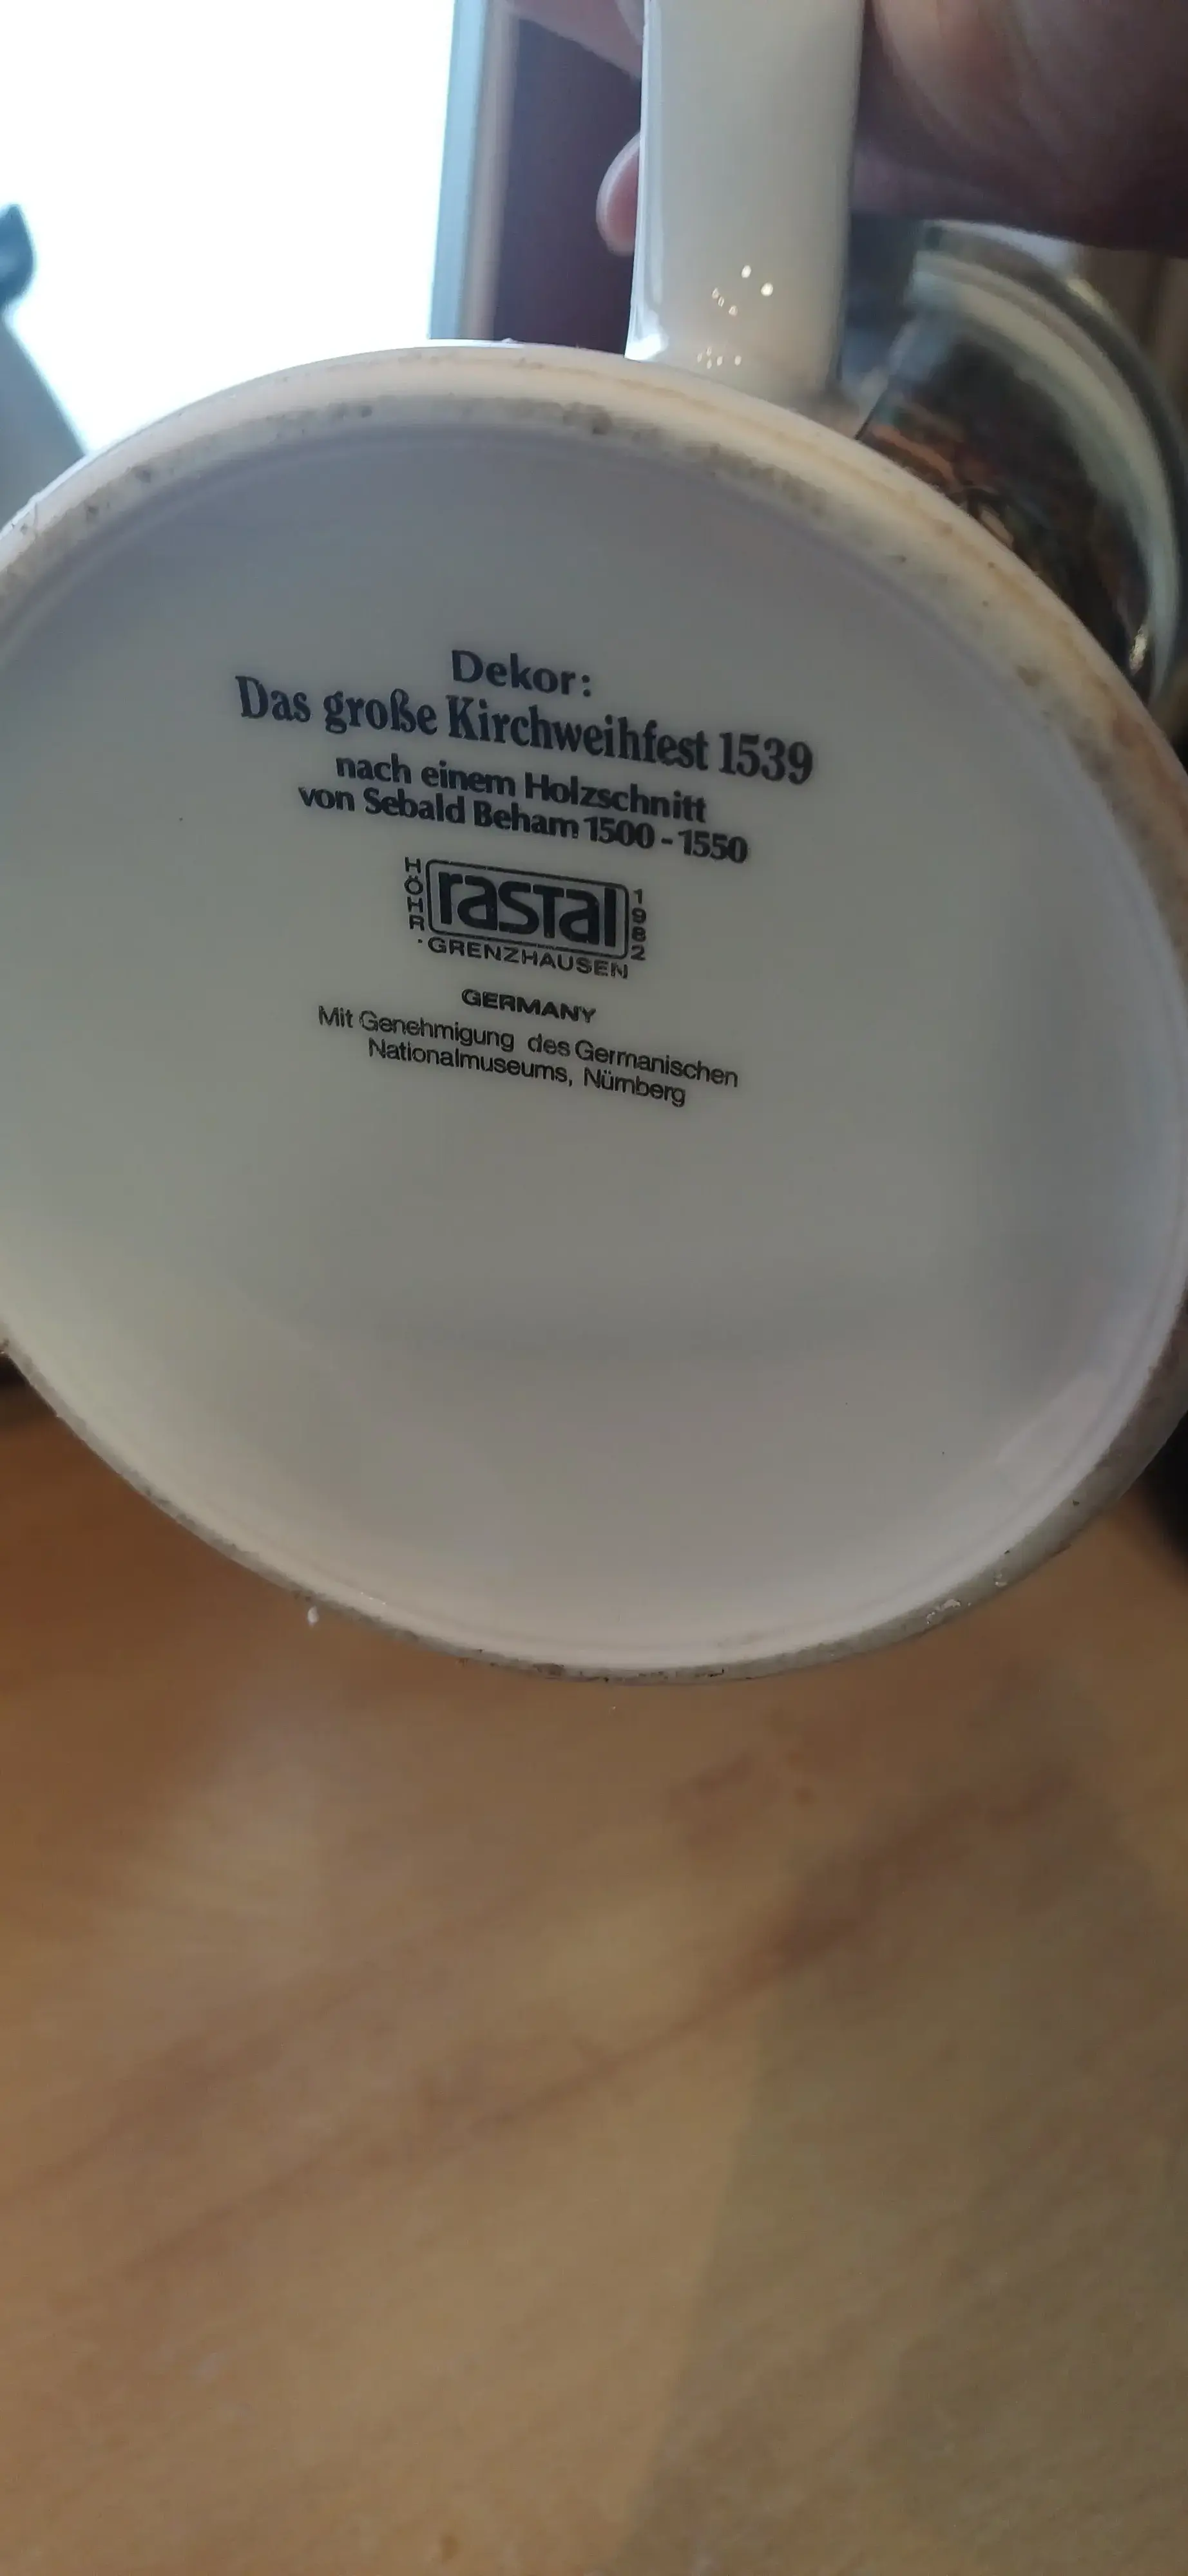 Dekor:
Das große Kirchweihfest 1539
nach einem Holzschnitt
von Sebald Beham 1500 - 1550
HÖHR
rastal
1982
·GRENZHAUSEN
GERMANY
Mit Genehmigung des Germanischen
Nationalmuseums, Nürnberg